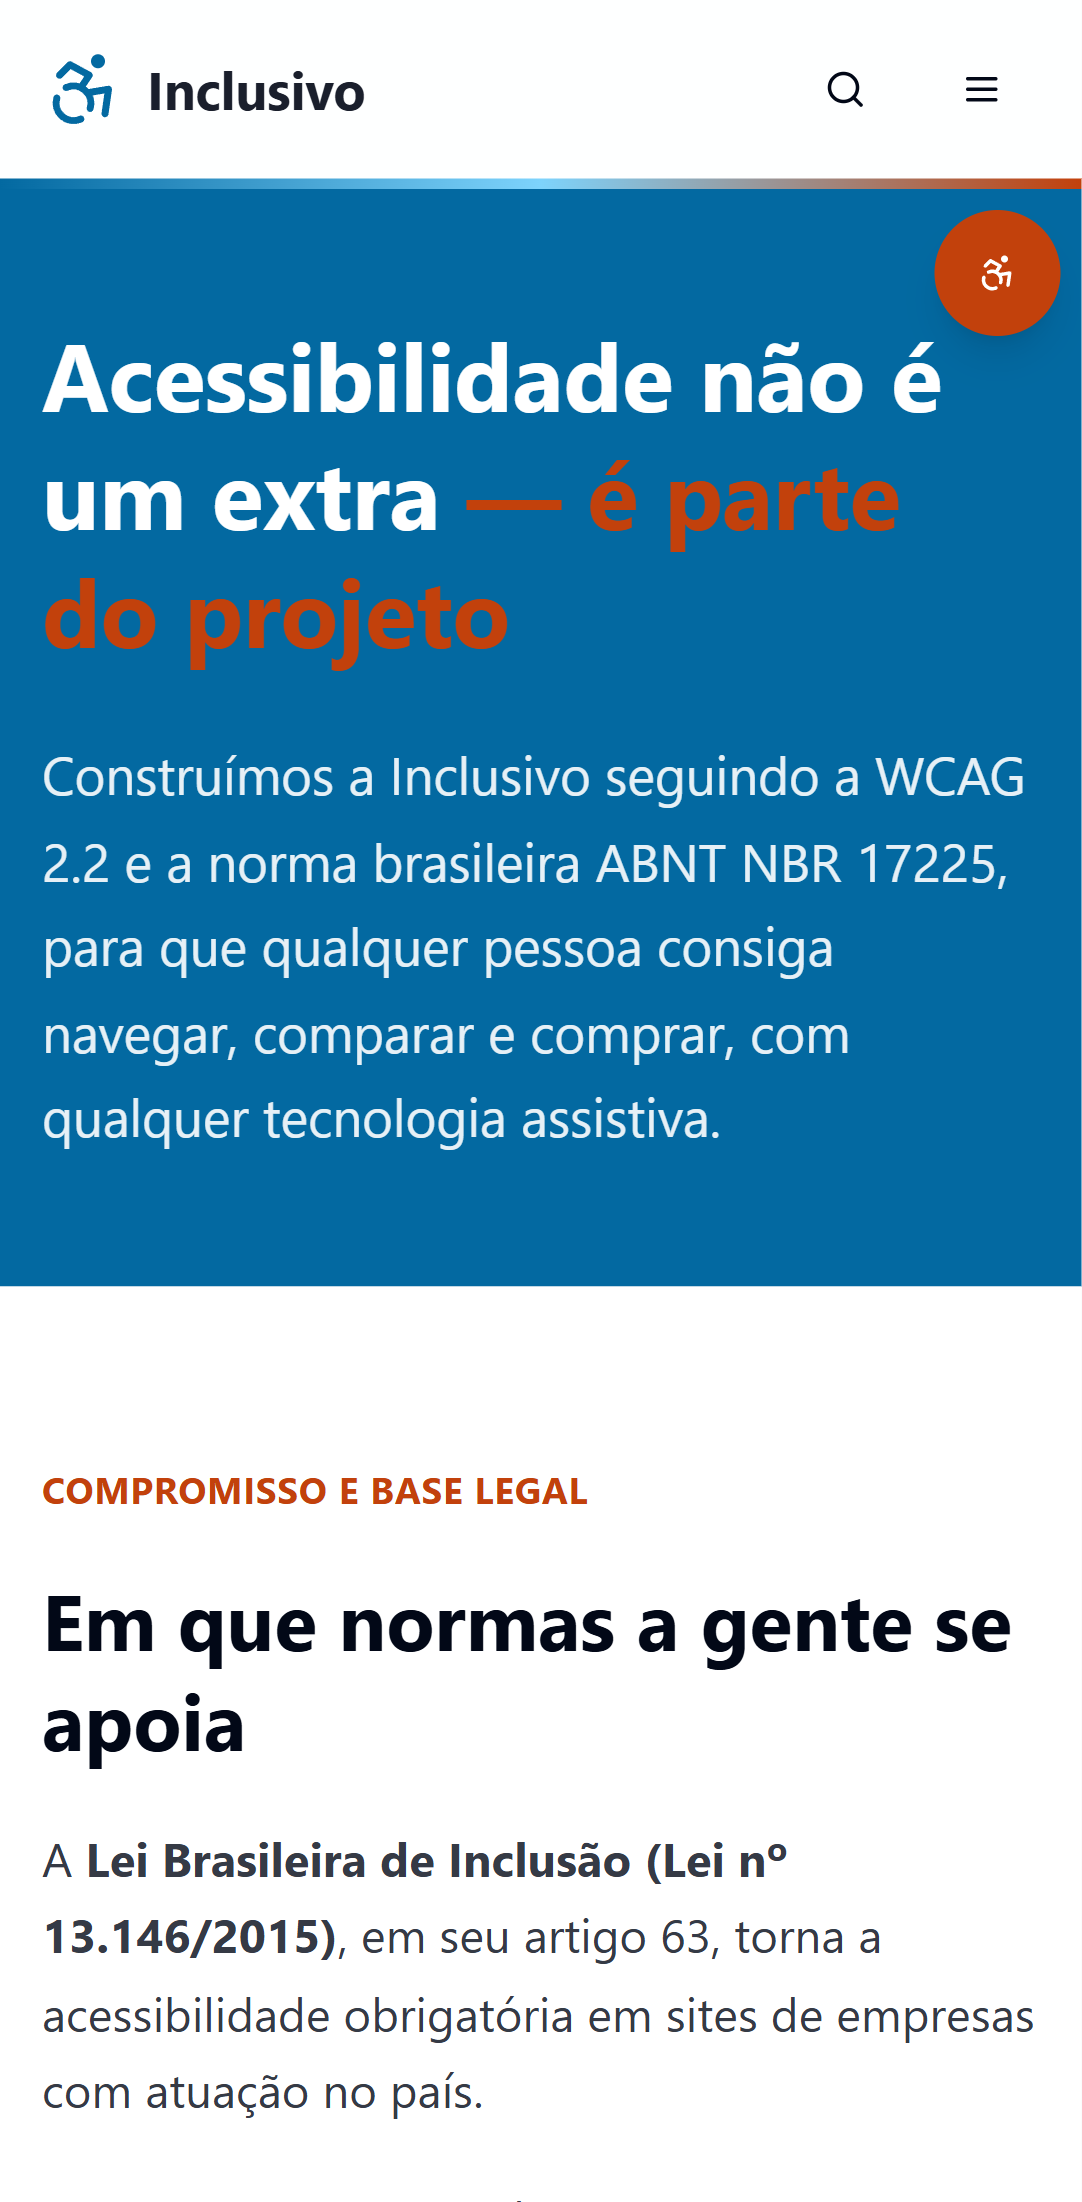 Inclusivo
Acessibilidade não é
um extra — é parte
do projeto
Construímos a Inclusivo seguindo a WCAG
2.2 e a norma brasileira ABNT NBR 17225,
para que qualquer pessoa consiga
navegar, comparar e comprar, com
qualquer tecnologia assistiva.
COMPROMISSO E BASE LEGAL
Em que normas a gente se
apoia
A Lei Brasileira de Inclusão (Lei nº
13.146/2015), em seu artigo 63, torna a
acessibilidade obrigatória em sites de empresas
com atuação no país.